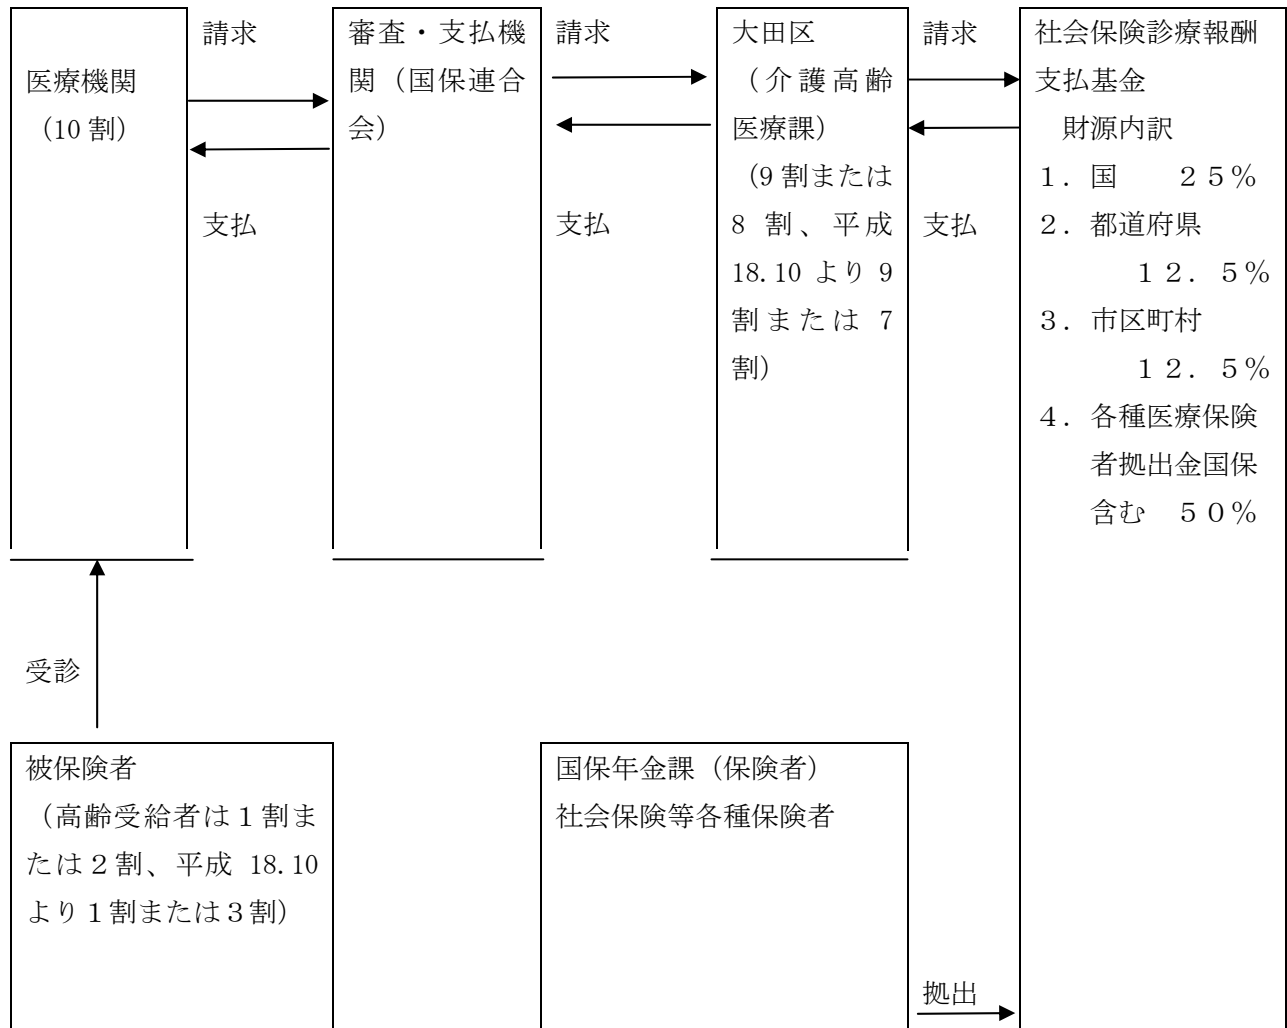 医療機関
（10 割）
請求
支払
審査・支払機
関（国保連合
会）
請求
支払
大田区
（介護高齢
医療課）
（9 割または
8 割、平成
18.10 より 9
割または 7
割）
請求
支払
社会保険診療報酬
支払基金
財源内訳
１．国　　２５％
２．都道府県
１２．５％
３．市区町村
１２．５％
４．各種医療保険
者拠出金国保
含む　５０％
受診
被保険者
（高齢受給者は１割ま
たは２割、平成 18.10
より１割または３割）
国保年金課（保険者）
社会保険等各種保険者
拠出